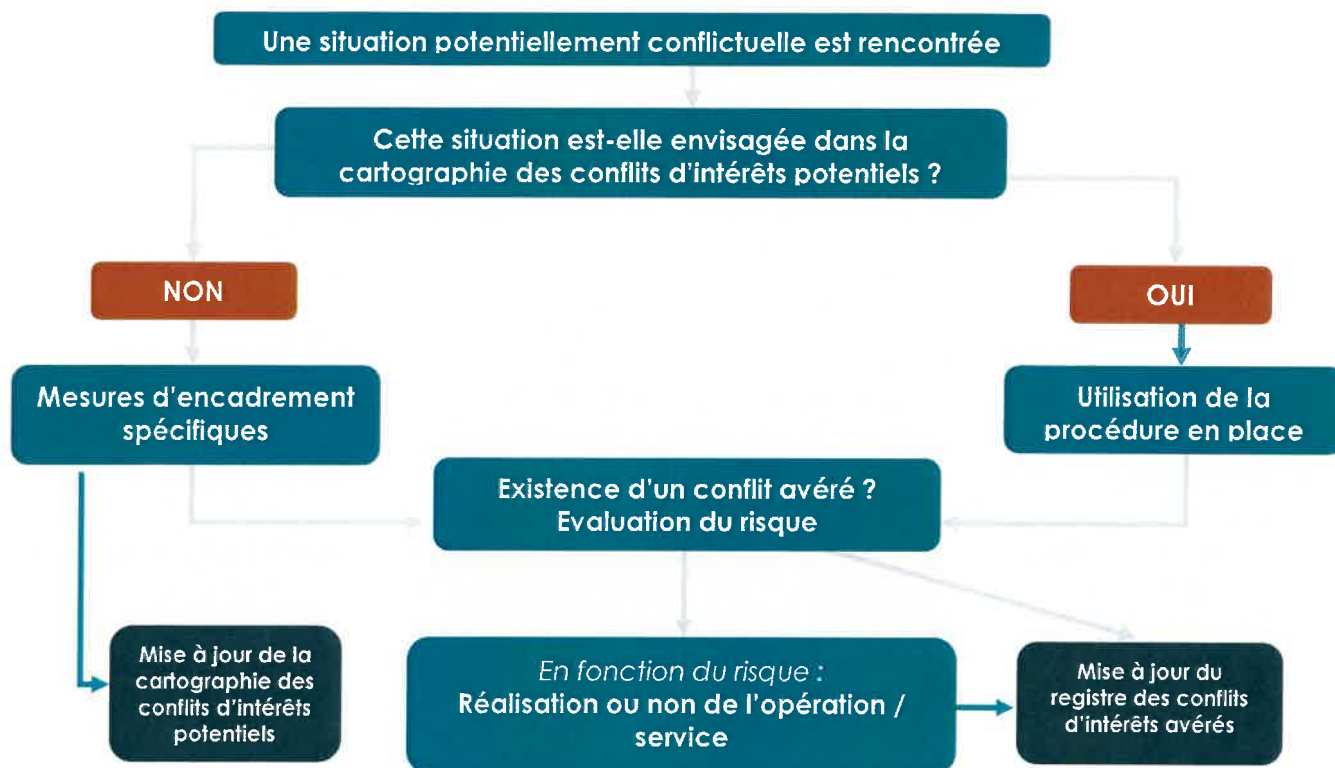 Une situation potentiellement conflictuelle est rencontrée
Cette situation est-elle envisagée dans la
cartographie des conflits d'intérêts potentiels ?
NON
OUI
Mesures d'encadrement
spécifiques
Utilisation de la
procédure en place
Existence d'un conflit avéré ?
Evaluation du risque
Mise à jour de la
cartographie des
conflits d'intérêts
potentiels
En fonction du risque :
Réalisation ou non de l'opération /
service
Mise à jour du
registre des conflits
d'intérêts avérés